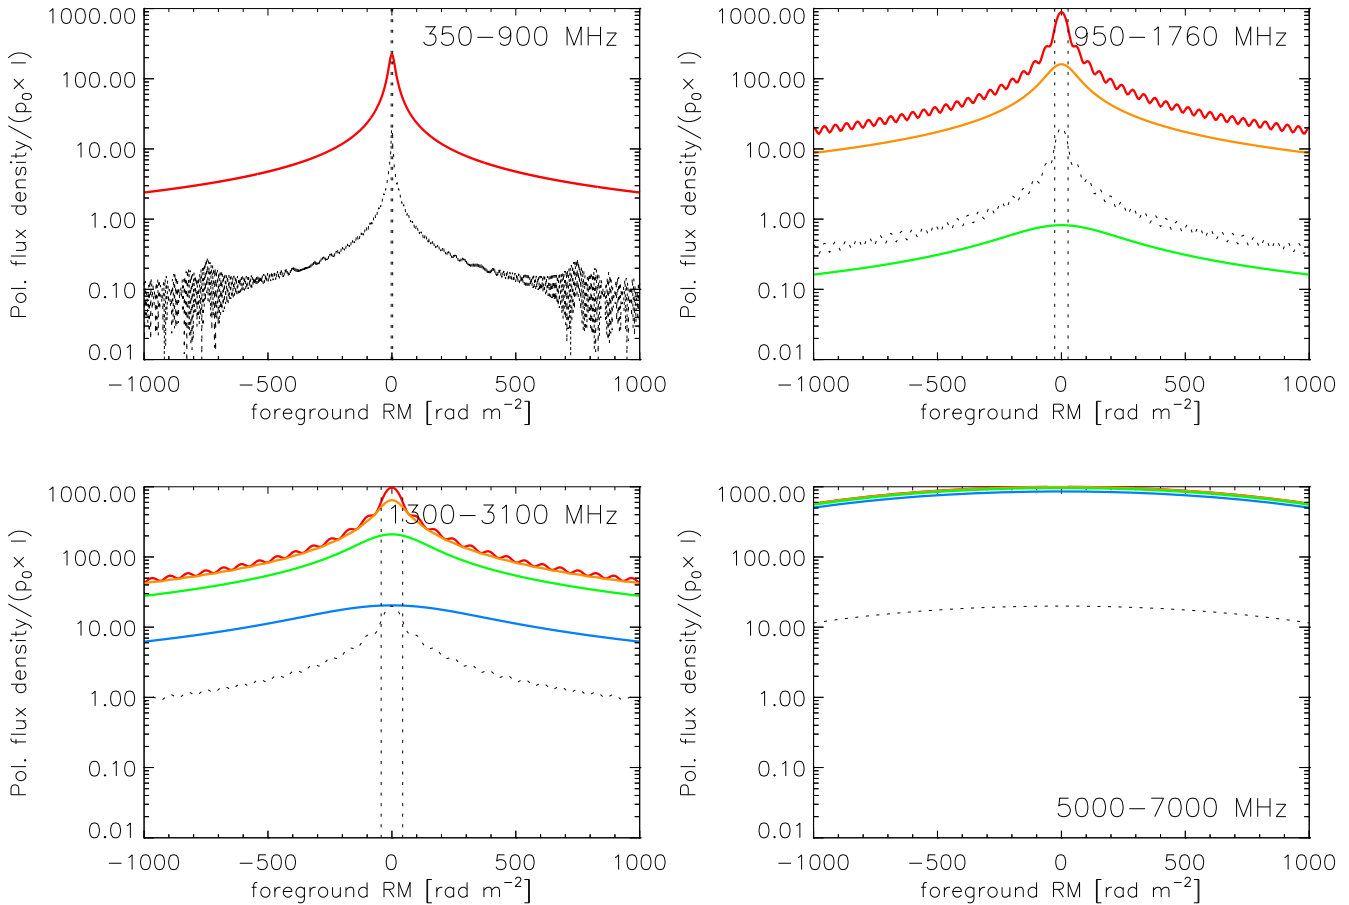 Pol. flux density/(p₀× I)
1000.00
100.00
10.00
1.00
0.10
0.01
350−900 MHz
−1000 −500 0 500 1000
foreground RM [rad m⁻²]
Pol. flux density/(p₀× I)
1000.00
100.00
10.00
1.00
0.10
0.01
950−1760 MHz
−1000 −500 0 500 1000
foreground RM [rad m⁻²]
Pol. flux density/(p₀× I)
1000.00
100.00
10.00
1.00
0.10
0.01
1300−3100 MHz
−1000 −500 0 500 1000
foreground RM [rad m⁻²]
Pol. flux density/(p₀× I)
1000.00
100.00
10.00
1.00
0.10
0.01
5000−7000 MHz
−1000 −500 0 500 1000
foreground RM [rad m⁻²]